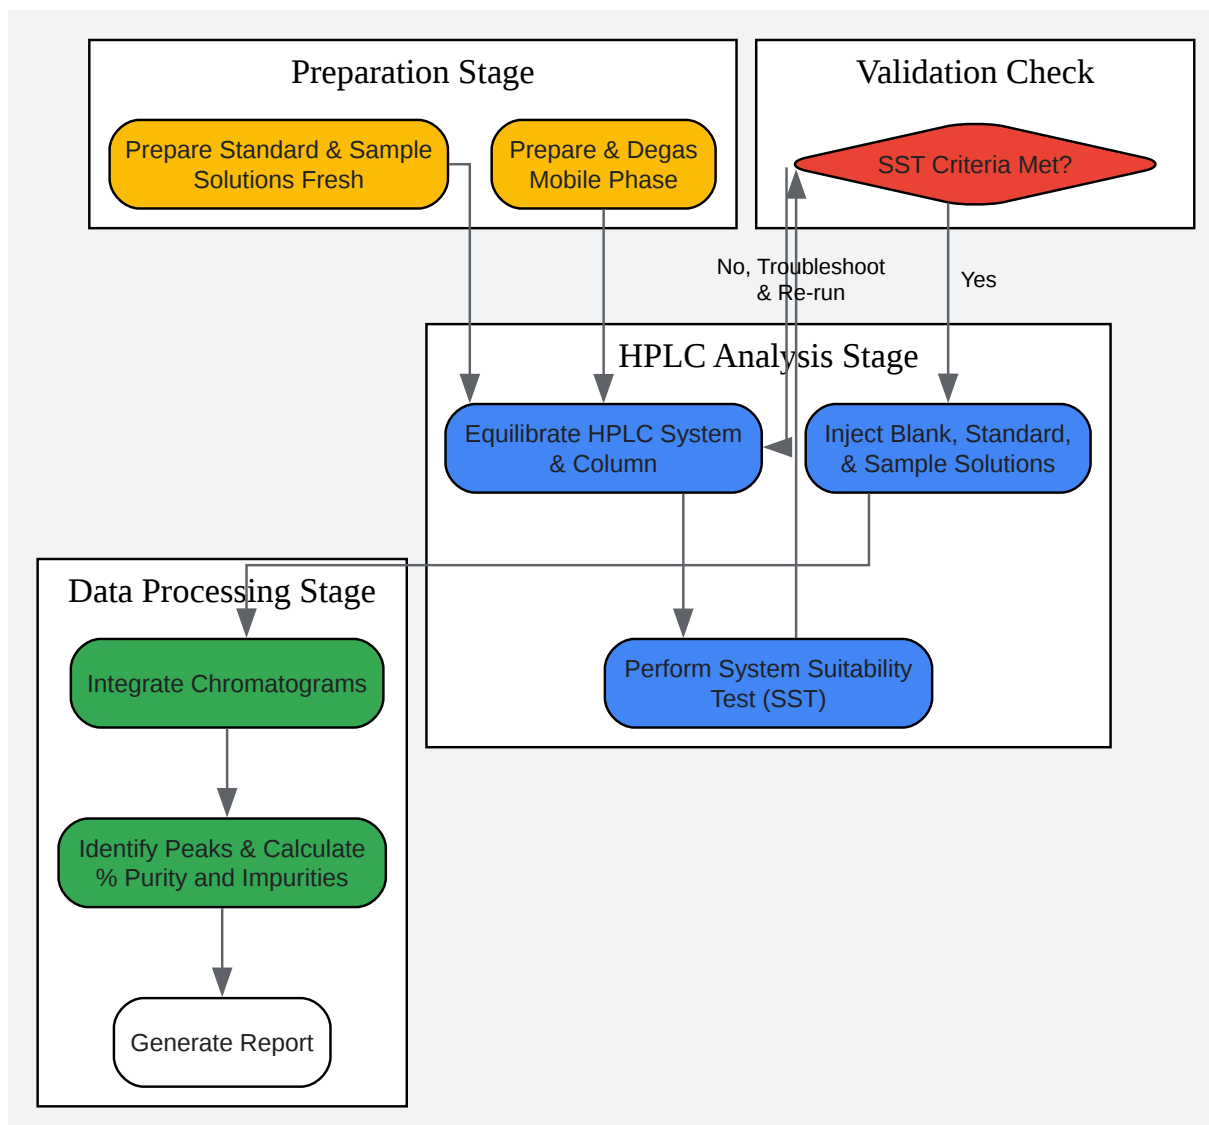 Preparation Stage
Prepare Standard & Sample
Solutions Fresh
Prepare & Degas
Mobile Phase
Validation Check
SST Criteria Met?
No, Troubleshoot
& Re-run
Yes
HPLC Analysis Stage
Equilibrate HPLC System
& Column
Inject Blank, Standard,
& Sample Solutions
Perform System Suitability
Test (SST)
Data Processing Stage
Integrate Chromatograms
Identify Peaks & Calculate
% Purity and Impurities
Generate Report